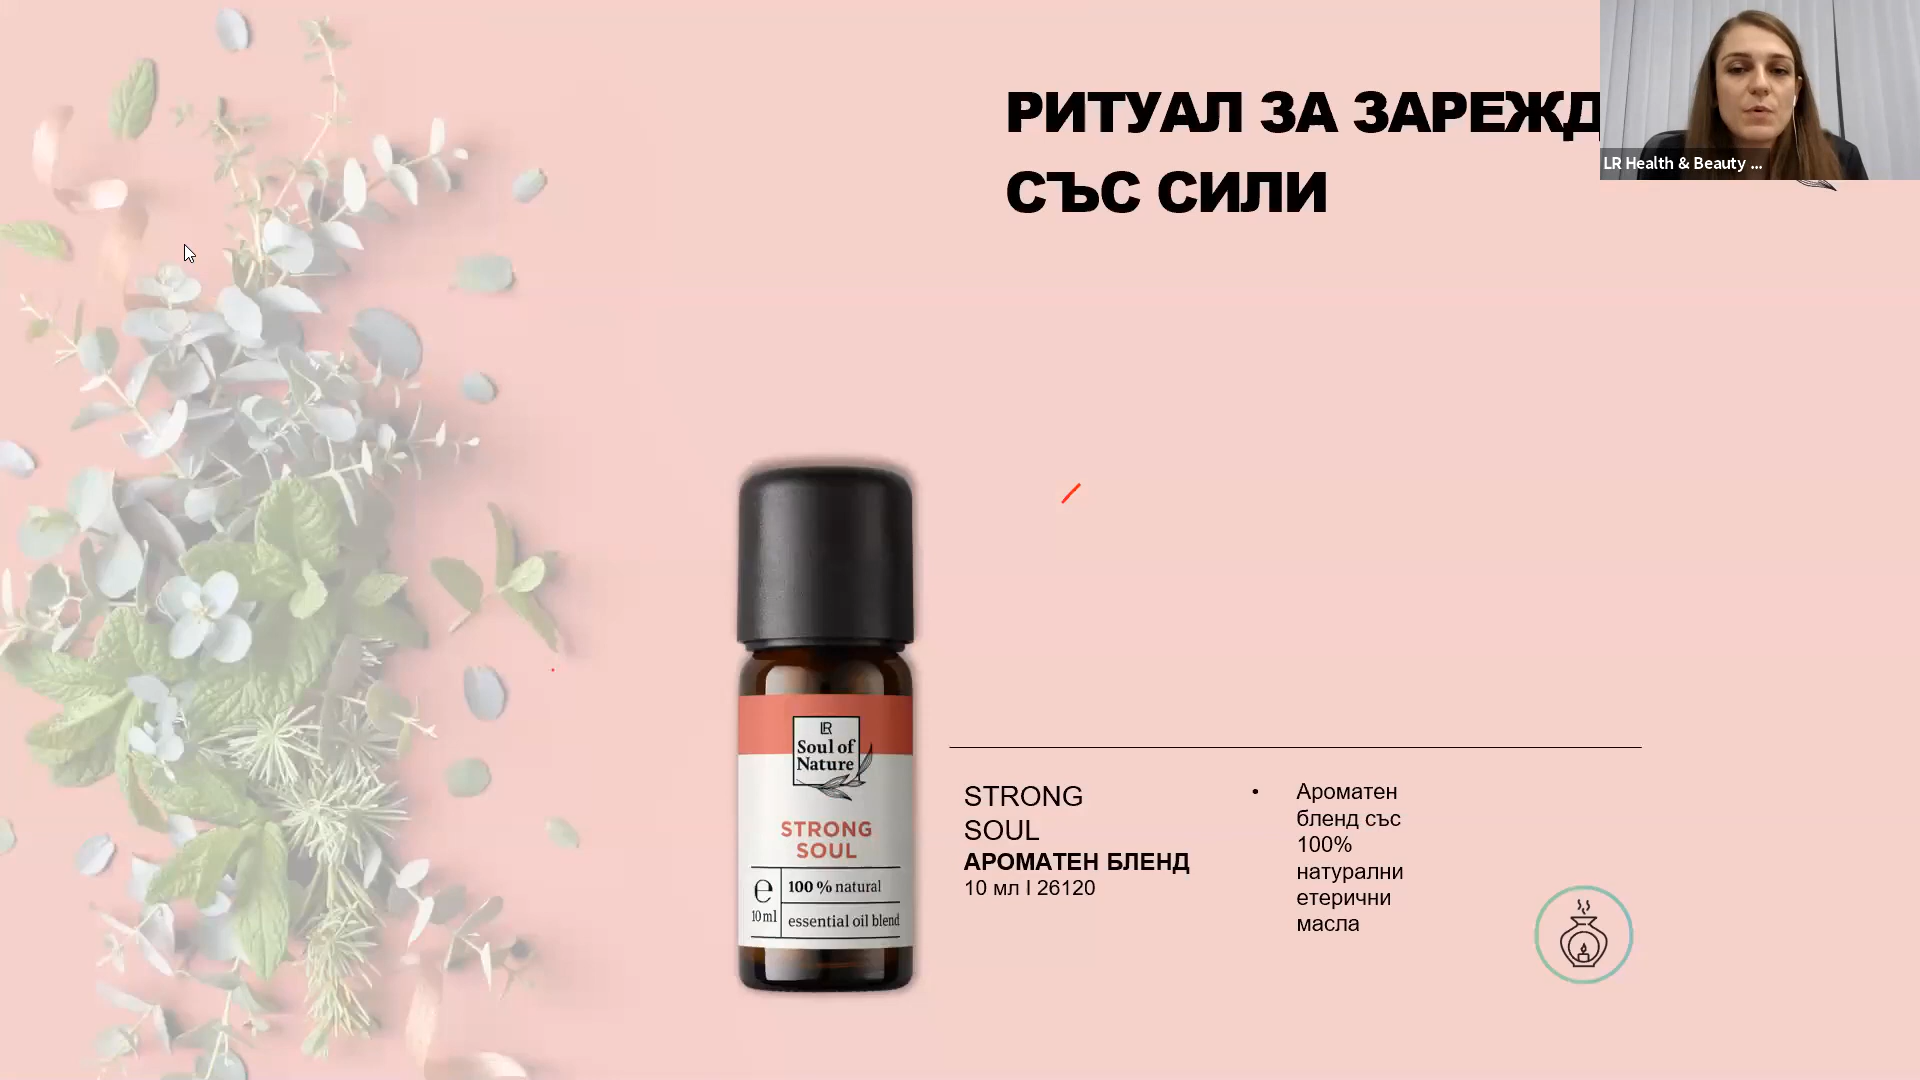 РИТУАЛ ЗА ЗАРЕЖД
СЪС СИЛИ
LR Health & Beauty ...
LR
Soul of
Nature
STRONG
SOUL
e
10 ml
100 % natural
essential oil blend
STRONG
SOUL
АРОМАТЕН БЛЕНД
10 мл I 26120
• Ароматен
бленд със
100%
натурални
етерични
масла